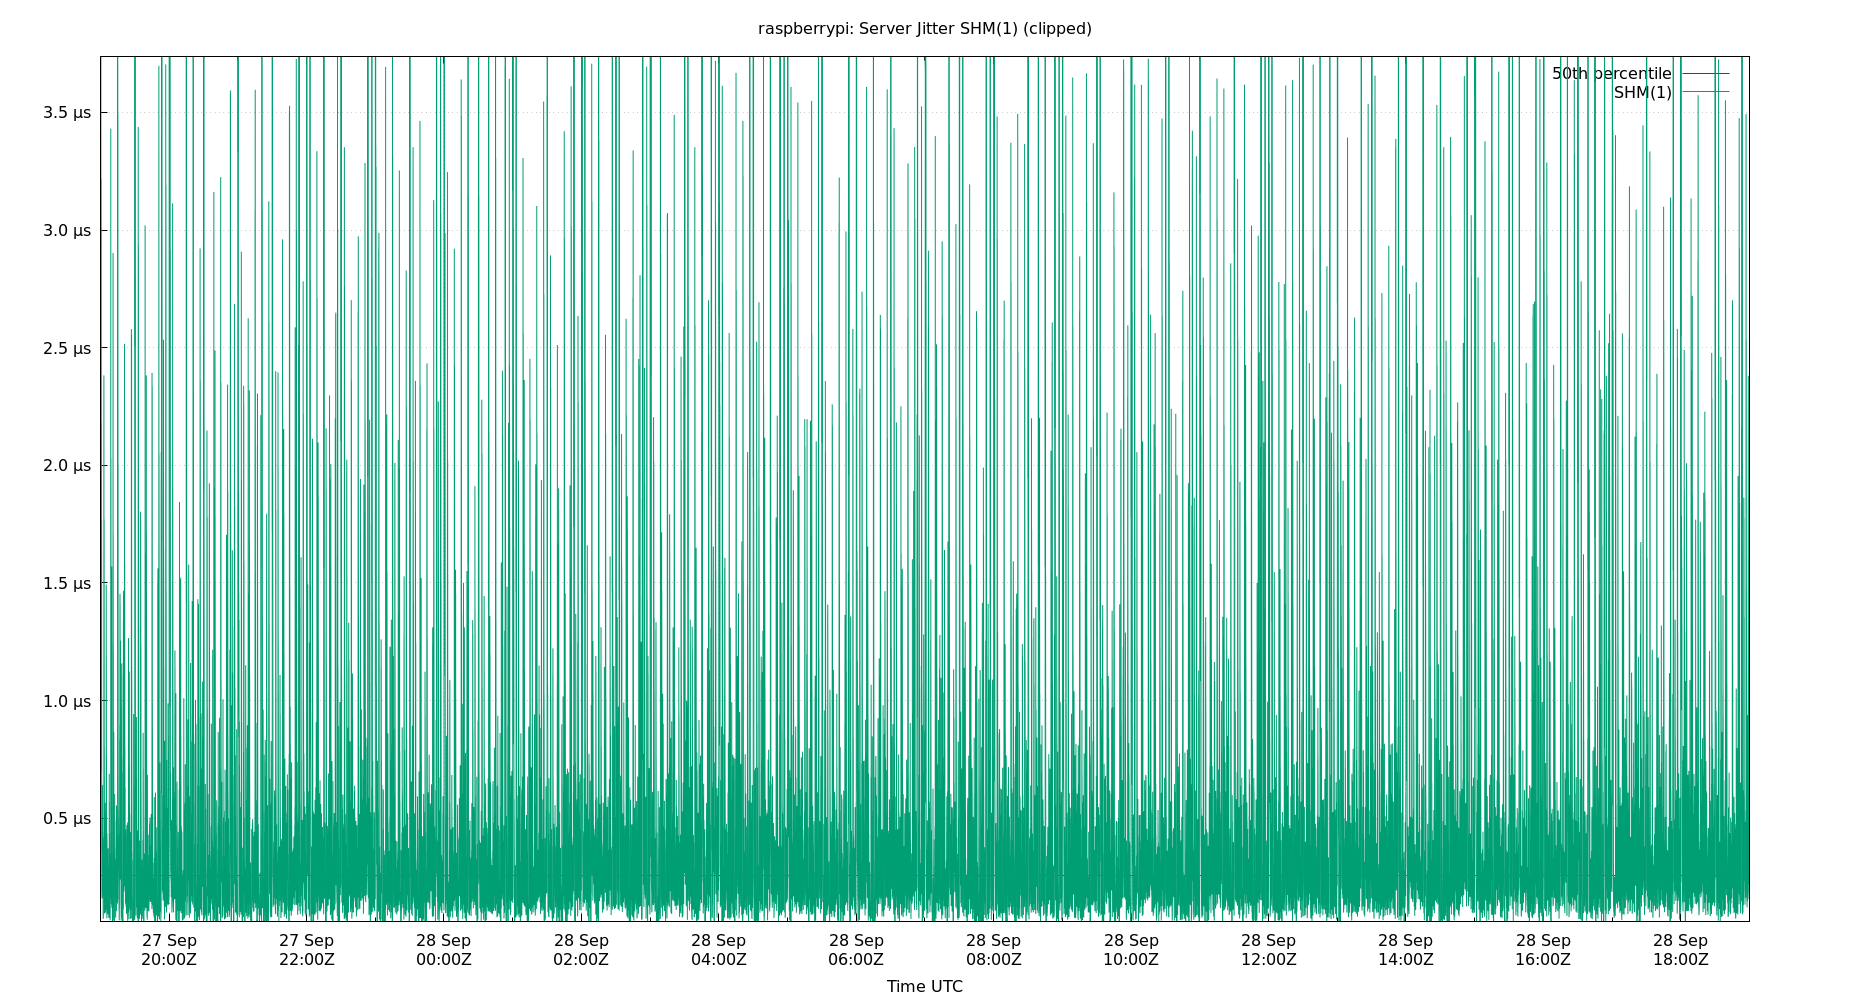 raspberrypi: Server Jitter SHM(1) (clipped)
50th percentile
SHM(1)
3.5 µs
3.0 µs
2.5 µs
2.0 µs
1.5 µs
1.0 µs
0.5 µs
27 Sep 27 Sep 28 Sep 28 Sep 28 Sep 28 Sep 28 Sep 28 Sep 28 Sep 28 Sep 28 Sep 28 Sep
20:00Z 22:00Z 00:00Z 02:00Z 04:00Z 06:00Z 08:00Z 10:00Z 12:00Z 14:00Z 16:00Z 18:00Z
Time UTC